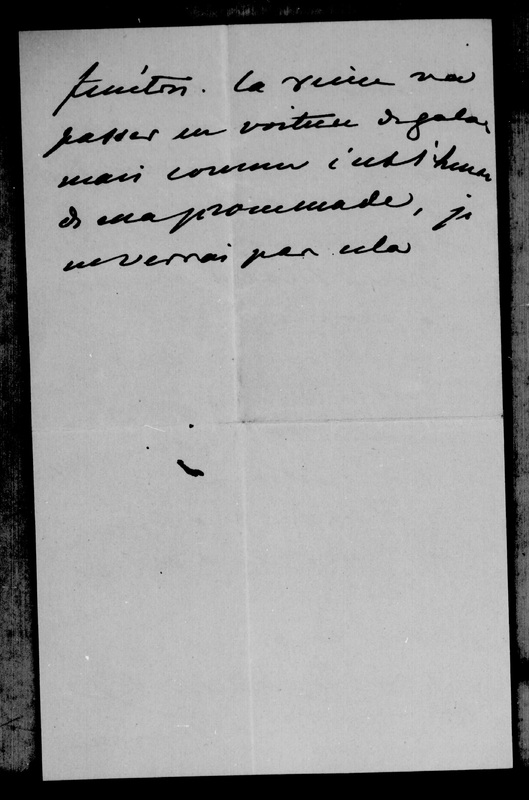 fenêtres. la reine va
passer en voiture de gala,
mais comme c'est l'heure
de ma promenade, je
ne verrai pas cela